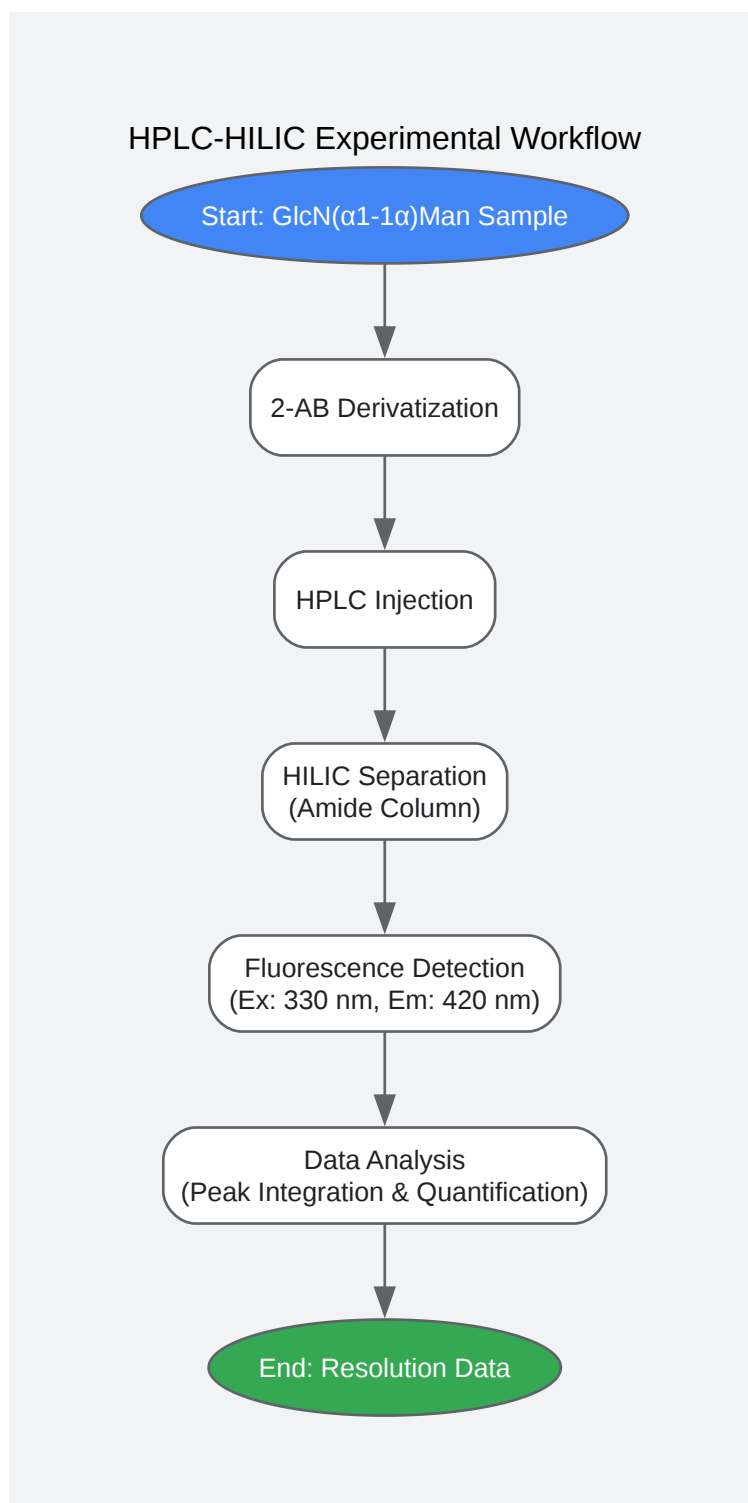 HPLC-HILIC Experimental Workflow
Start: GlcN(α1-1α)Man Sample
2-AB Derivatization
HPLC Injection
HILIC Separation
(Amide Column)
Fluorescence Detection
(Ex: 330 nm, Em: 420 nm)
Data Analysis
(Peak Integration & Quantification)
End: Resolution Data